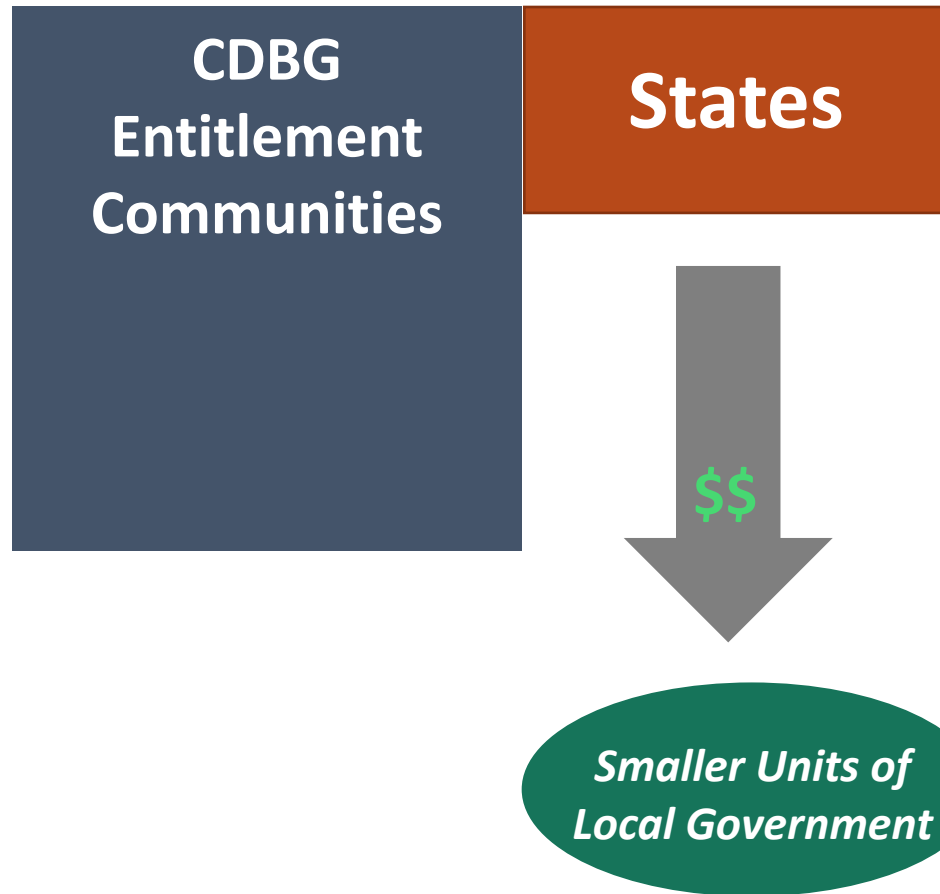 CDBG
Entitlement
Communities
States
$$
Smaller Units of
Local Government